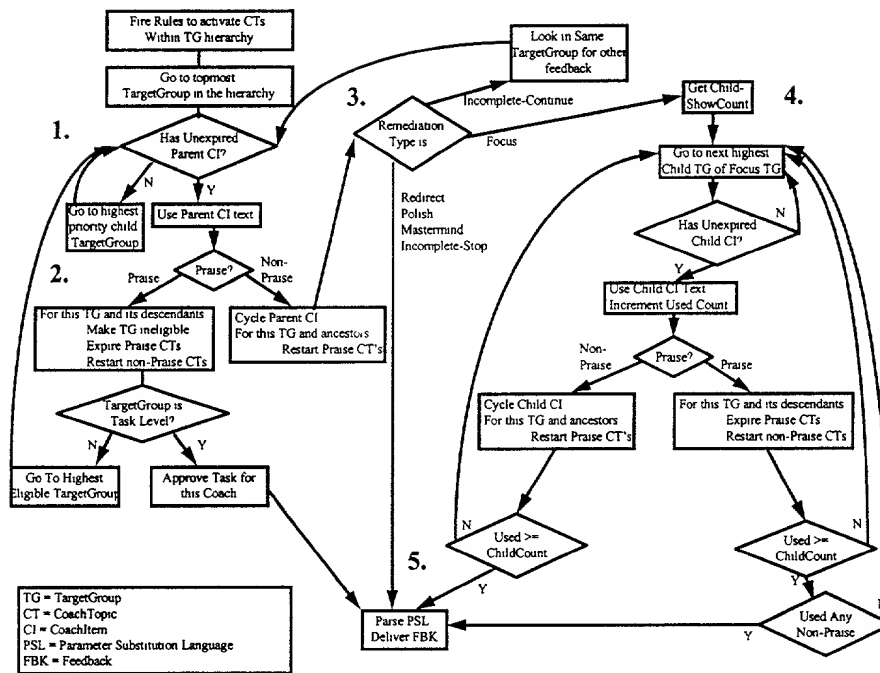 Fire Rules to activate CTs
Within TG hierarchy
Go to topmost
TargetGroup in the hierarchy
1.
Has Unexpired
Parent CI?
N
Y
Go to highest
priority child
TargetGroup
Use Parent CI text
2.
Praise?
Praise
Non-
Praise
For this TG and its descendants
Make TG ineligible
Expire Praise CTs
Restart non-Praise CTs
Cycle Parent CI
For this TG and ancestors
Restart Praise CT's
TargetGroup is
Task Level?
N
Y
Go To Highest
Eligible TargetGroup
Approve Task for
this Coach
3.
Look in Same
TargetGroup for other
feedback
Incomplete-Continue
Remediation
Type is
Focus
Redirect
Polish
Mastermind
Incomplete-Stop
4.
Get Child-
ShowCount
Go to next highest
Child TG of Focus TG
Has Unexpired
Child CI?
N
Y
Use Child CI Text
Increment Used Count
Praise?
Non-
Praise
Praise
Cycle Child CI
For this TG and ancestors
Restart Praise CT's
For this TG and its descendants
Expire Praise CTs
Restart non-Praise CTs
Used >=
ChildCount
N
Y
Used >=
ChildCount
N
Y
Used Any
Non-Praise
N
Y
5.
Parse PSL
Deliver FBK
TG = TargetGroup
CT = CoachTopic
CI = CoachItem
PSL = Parameter Substitution Language
FBK = Feedback